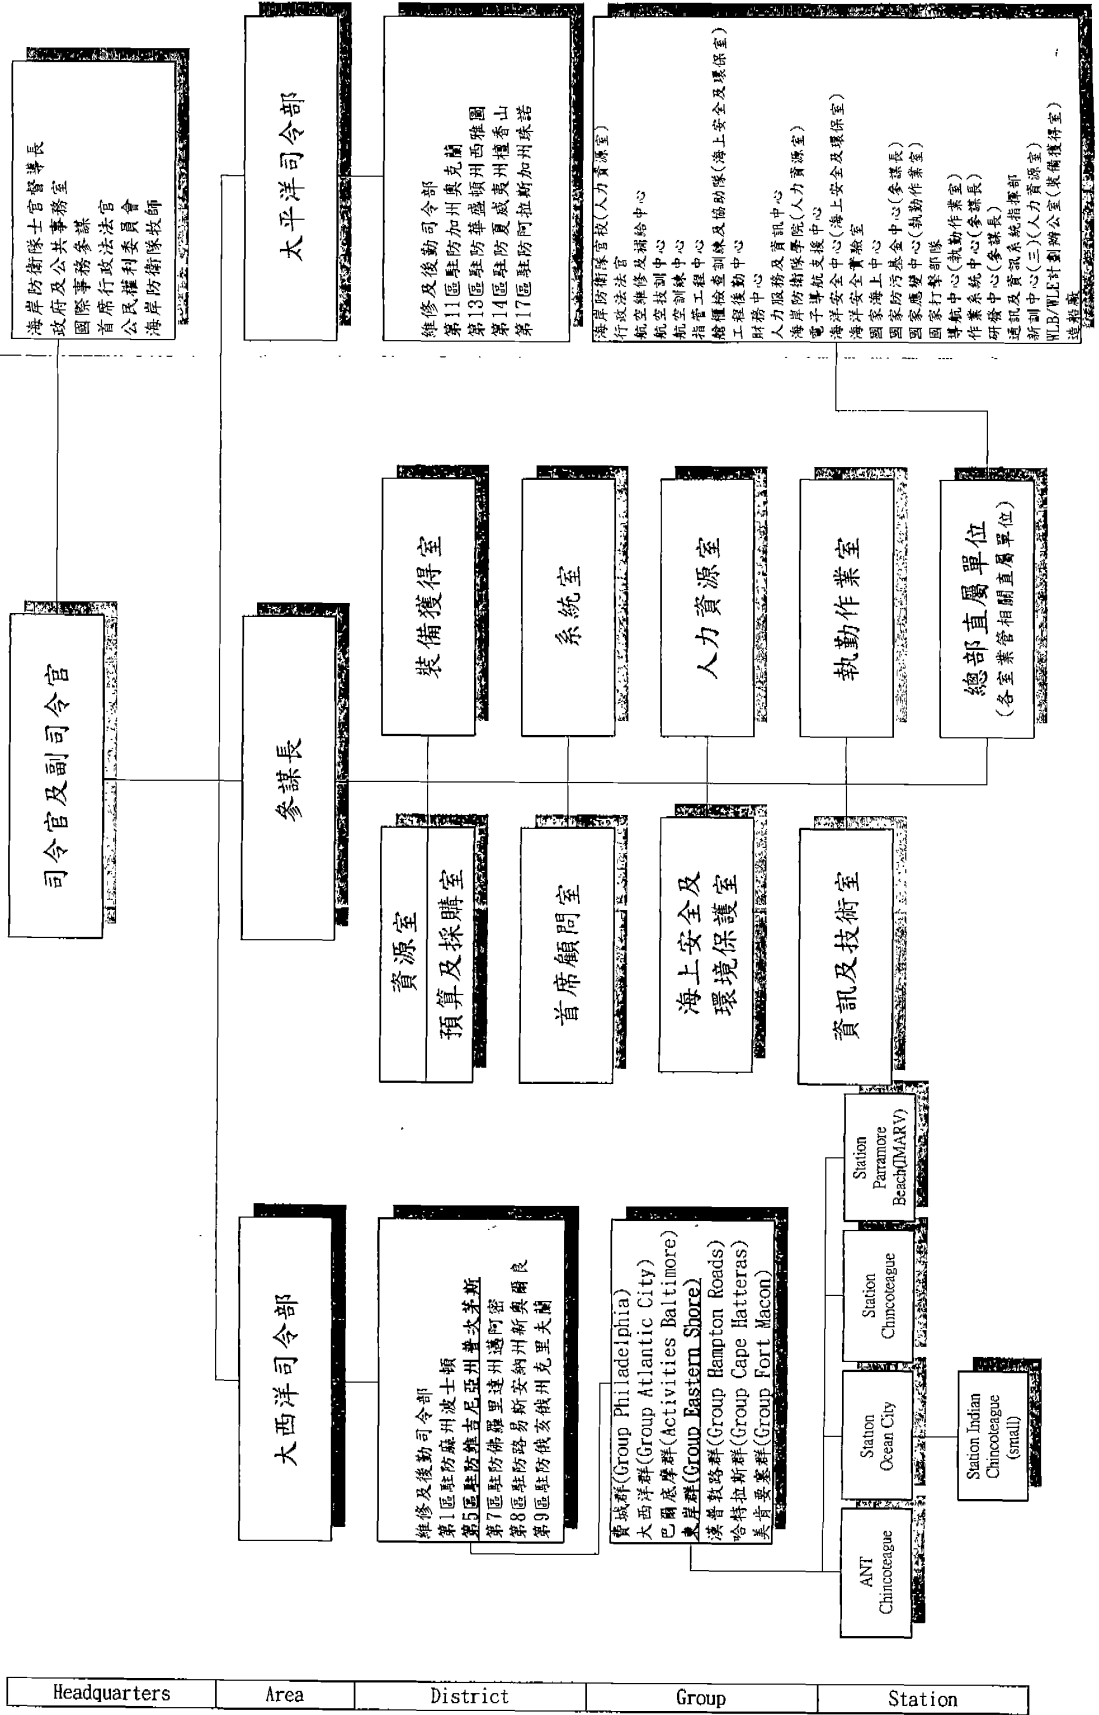 司令官及副司令官
海岸防衛隊士官督導長
政府及公共事務室
國際事務參謀
首席行政法法官
公民權利委員會
海岸防衛隊牧師
大西洋司令部
參謀長
太平洋司令部
維修及後勤司令部
第1區駐防麻州波士頓
第5區駐防維吉尼亞州普次茅斯
第7區駐防佛羅里達州邁阿密
第8區駐防路易斯安納州新奧爾良
第9區駐防俄亥俄州克里夫蘭
資源室
預算及採購室
裝備獲得室
維修及後勤司令部
第11區駐防加州奧克蘭
第13區駐防華盛頓州西雅圖
第14區駐防夏威夷州檀香山
第17區駐防阿拉斯加州珠諾
首席顧問室
系統室
費城群(Group Philadelphia)
大西洋群(Group Atlantic City)
巴爾底摩群(Activities Baltimore)
東岸群(Group Eastern Shore)
漢普敦路群(Group Hampton Roads)
哈特拉斯群(Group Cape Hatteras)
美肯要塞群(Group Fort Macon)
海上安全及
環境保護室
人力資源室
海岸防衛隊官校(人力資源室)
行政法法官
航空維修及補給中心
航空技訓中心
航空訓練中心
指管工程中心
艙櫃檢查訓練及協助隊(海上安全及環保室)
工程後勤中心
財務中心
人力服務及資訊中心
海岸防衛隊學院(人力資源室)
電子導航支援中心
海洋安全中心(海上安全及環保室)
海洋安全實驗室
國家海上中心
國家防污基金中心(參謀長)
國家應變中心(執勤作業室)
國家打擊部隊
導航中心(執勤作業室)
作業系統中心(參謀長)
研發中心(參謀長)
通訊及資訊系統指揮部
新訓中心(三)(人力資源室)
WLB/WLM計劃辦公室(裝備獲得室)
造船廠
資訊及技術室
執勤作業室
ANT
Chincoteague
Station
Ocean City
Station
Chincoteague
Station
Parramore
Beach(IMARV)
Station Indian
Chincoteague
(small)
總部直屬單位
(各室業管相關直屬單位)
Headquarters
Area
District
Group
Station